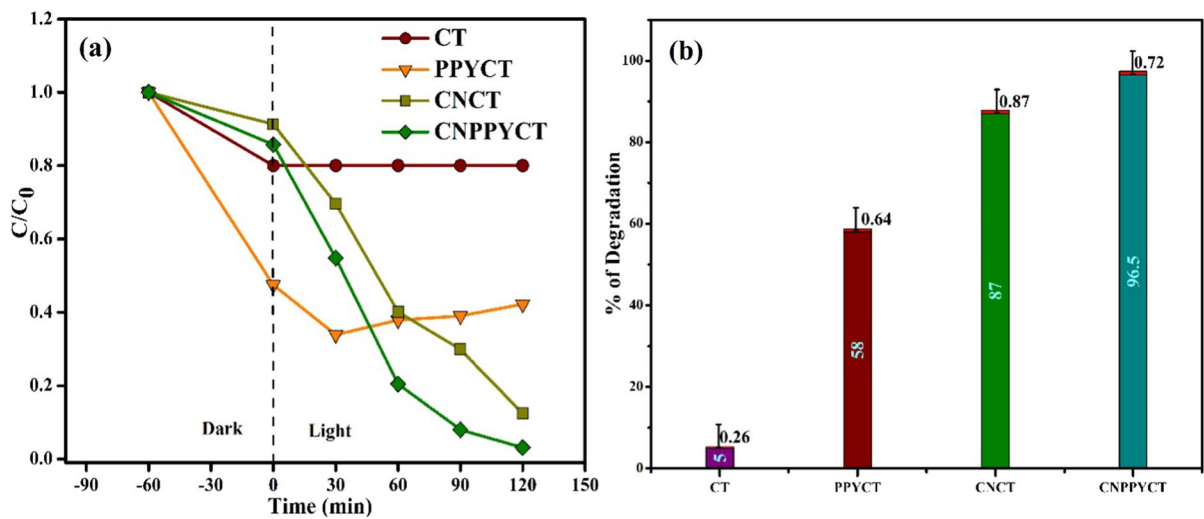 (a)
CT
PPYCT
CNCT
CNPPYCT
1.2
1.0
0.8
0.6
0.4
0.2
0.0
C/C0
Dark
Light
-90
-60
-30
0
30
60
90
120
150
Time (min)
(b)
100
80
60
40
20
0
% of Degradation
0.26
5
0.64
58
0.87
87
0.72
96.5
CT
PPYCT
CNCT
CNPPYCT